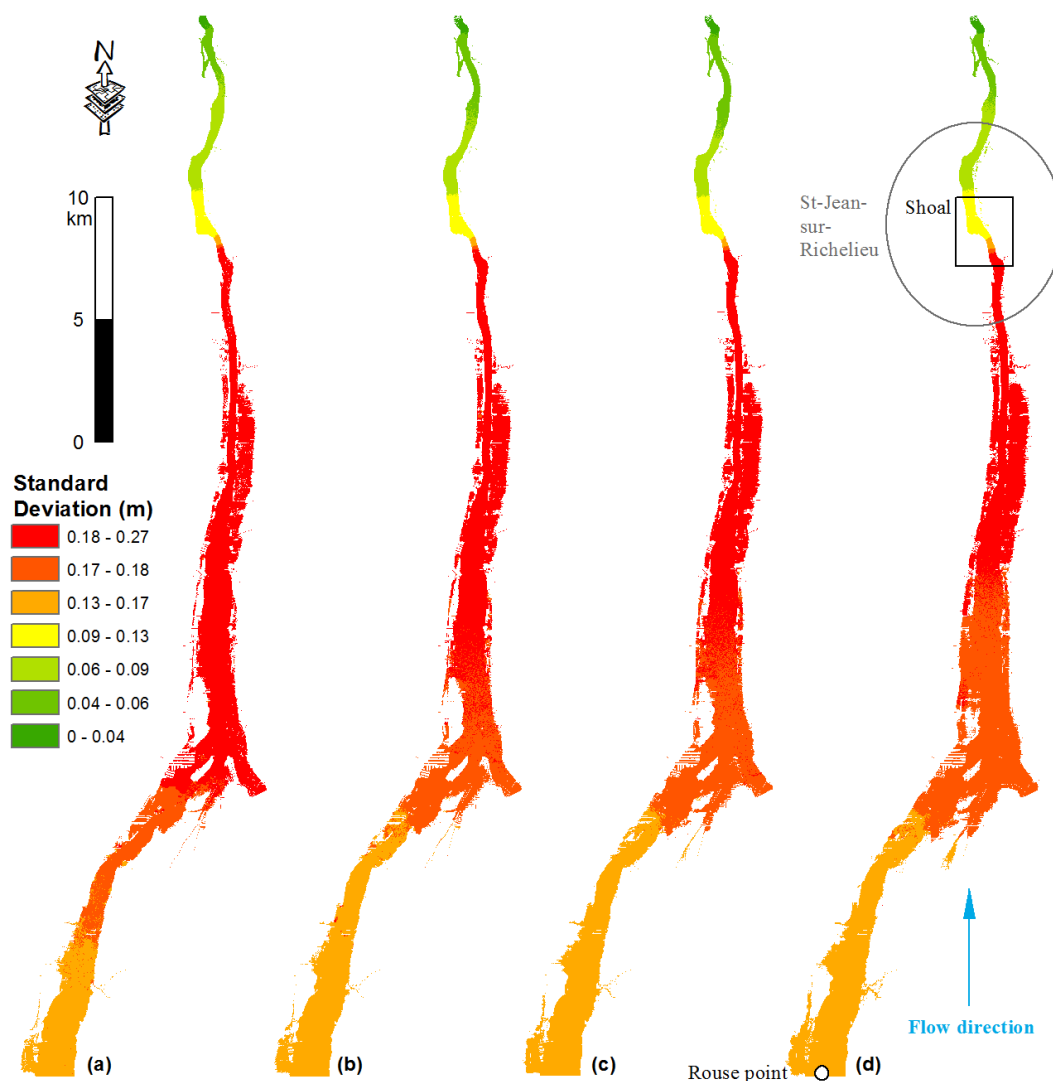 N
10
km
5
0
St-Jean-
sur-
Richelieu
Shoal
Standard
Deviation (m)
0.18 - 0.27
0.17 - 0.18
0.13 - 0.17
0.09 - 0.13
0.06 - 0.09
0.04 - 0.06
0 - 0.04
Flow direction
(a)
(b)
(c)
(d)
Rouse point